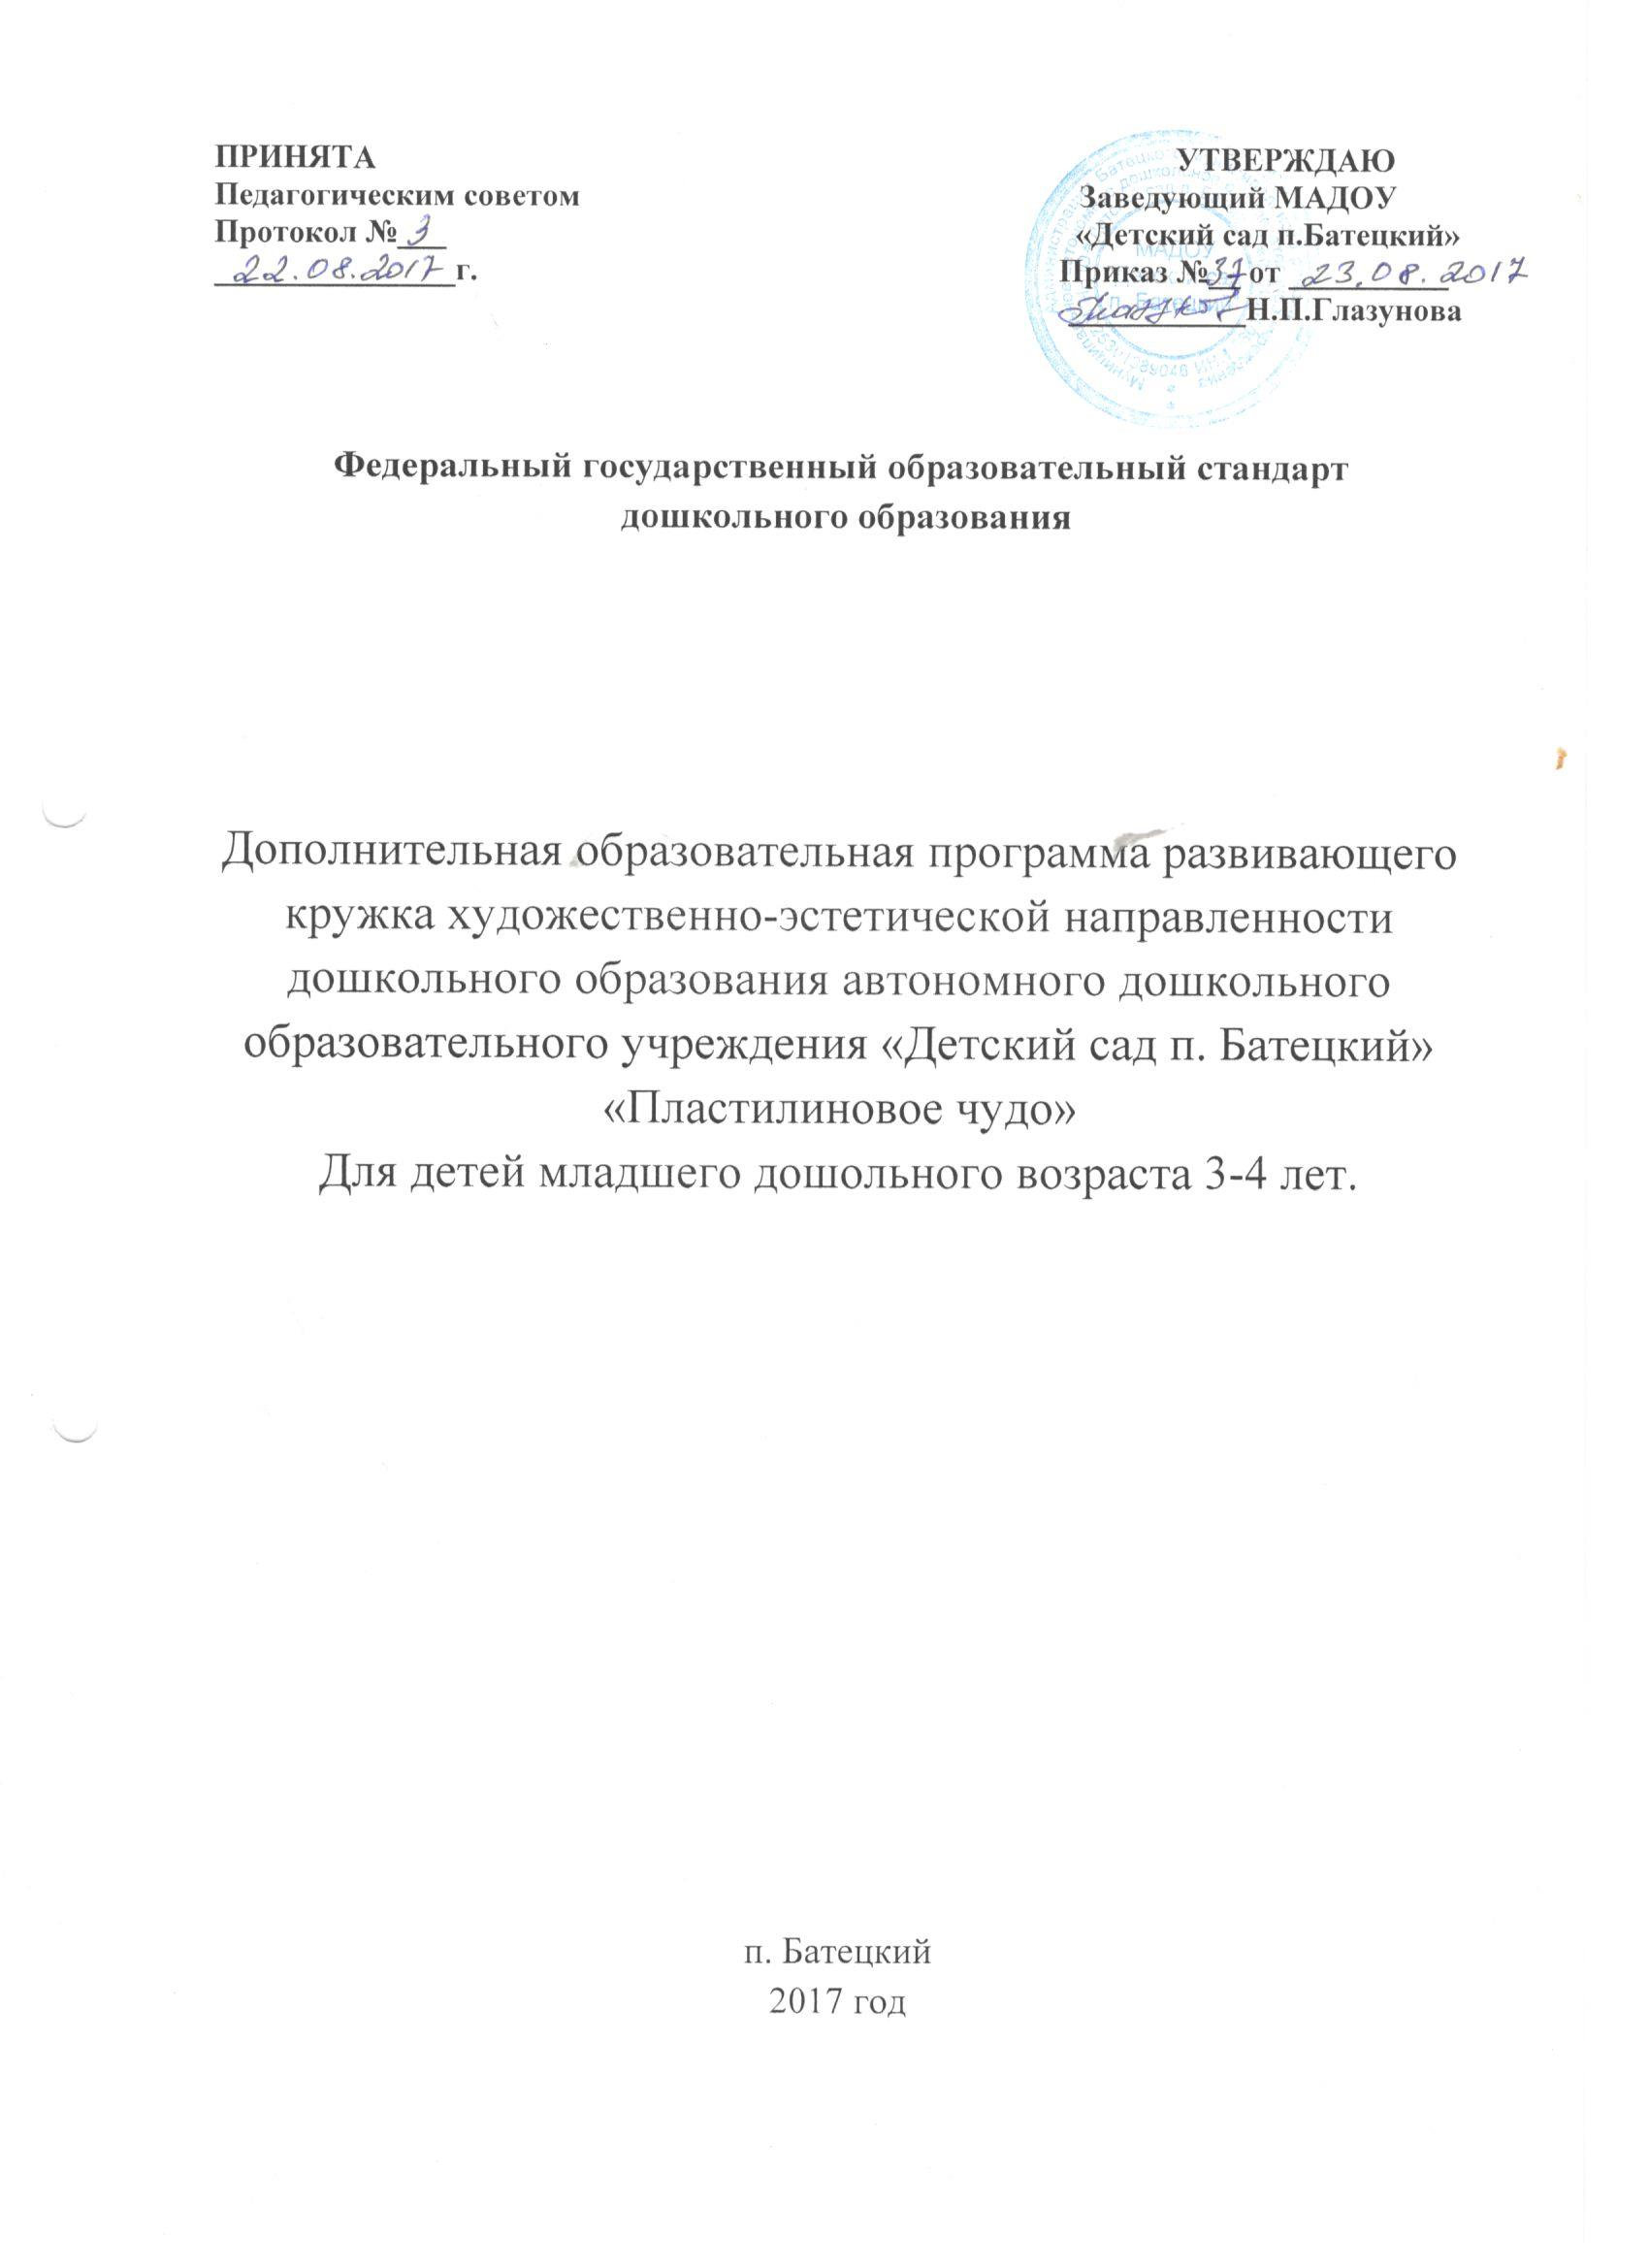 ПРИНЯТА
Педагогическим советом
Протокол № 3
22.08.2017 г.
УТВЕРЖДАЮ
Заведующий МАДОУ
«Детский сад п.Батецкий»
Приказ № от 23.08.2017
Н.П.Глазунова
МАДОУ
Федеральный государственный образовательный стандарт
дошкольного образования
Дополнительная образовательная программа развивающего
кружка художественно-эстетической направленности
дошкольного образования автономного дошкольного
образовательного учреждения «Детский сад п. Батецкий»
«Пластилиновое чудо»
Для детей младшего дошольного возраста 3-4 лет.
п. Батецкий
2017 год